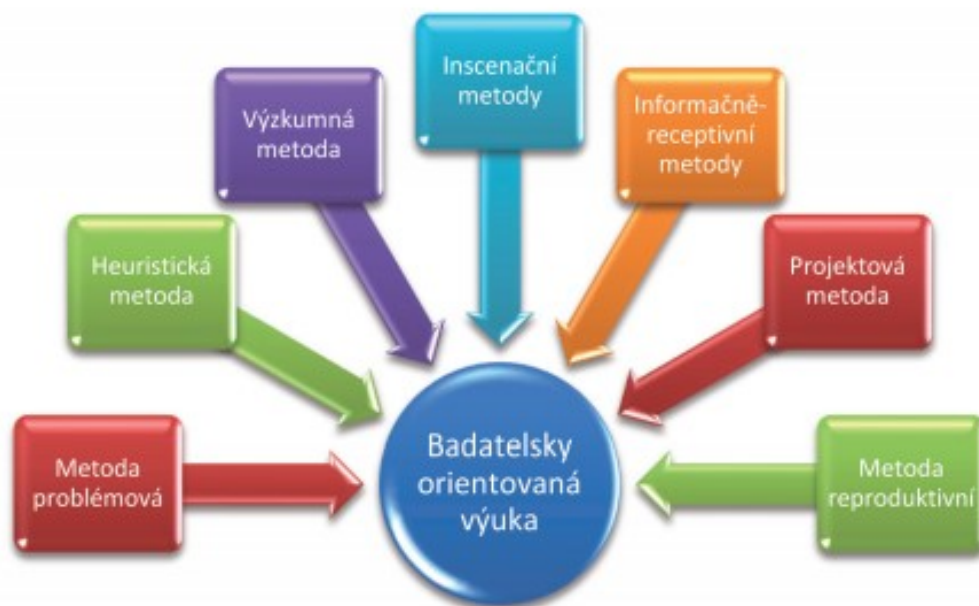 Metoda
problémová
Heuristická
metoda
Výzkumná
metoda
Inscenační
metody
Informačně-
receptivní
metody
Projektová
metoda
Metoda
reproduktivní
Badatelsky
orientovaná
výuka